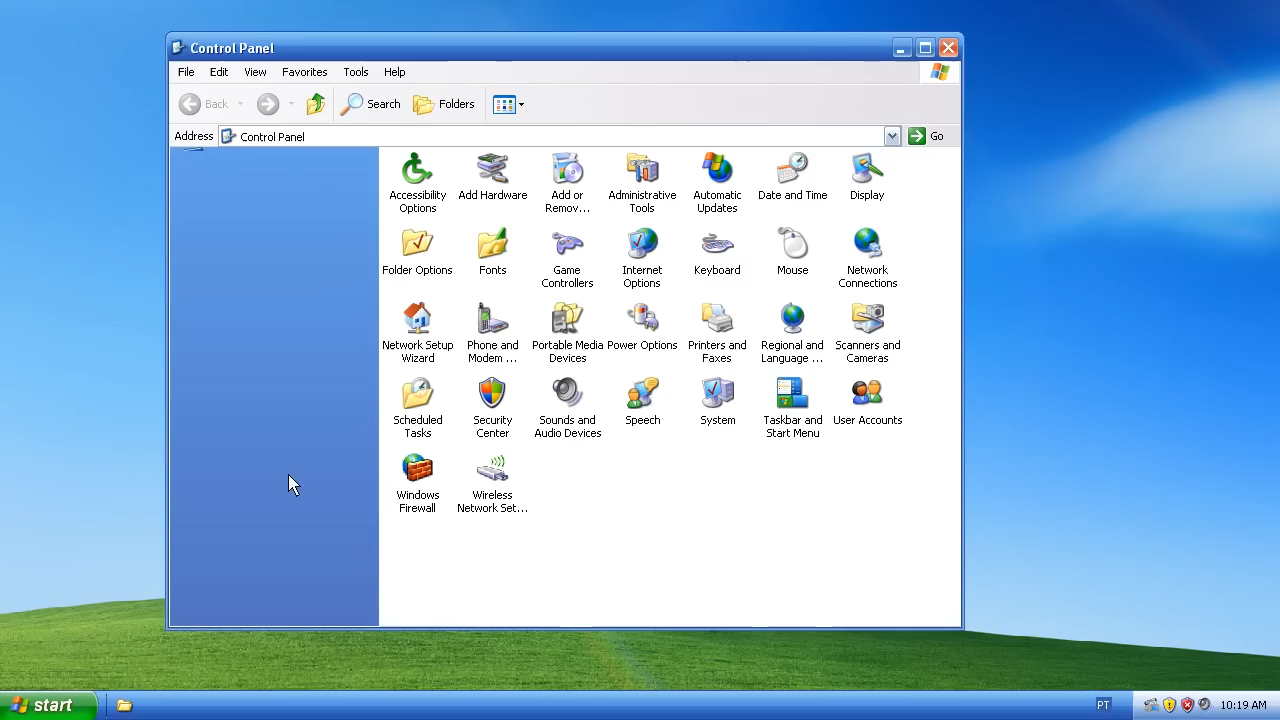 Control Panel
File Edit View Favorites Tools Help
Back Search Folders
Address Control Panel Go
Accessibility Options
Add Hardware
Add or Remov...
Administrative Tools
Automatic Updates
Date and Time
Display
Folder Options
Fonts
Game Controllers
Internet Options
Keyboard
Mouse
Network Connections
Network Setup Wizard
Phone and Modem ...
Portable Media Devices
Power Options
Printers and Faxes
Regional and Language ...
Scanners and Cameras
Scheduled Tasks
Security Center
Sounds and Audio Devices
Speech
System
Taskbar and Start Menu
User Accounts
Windows Firewall
Wireless Network Set...
start PT 10:19 AM